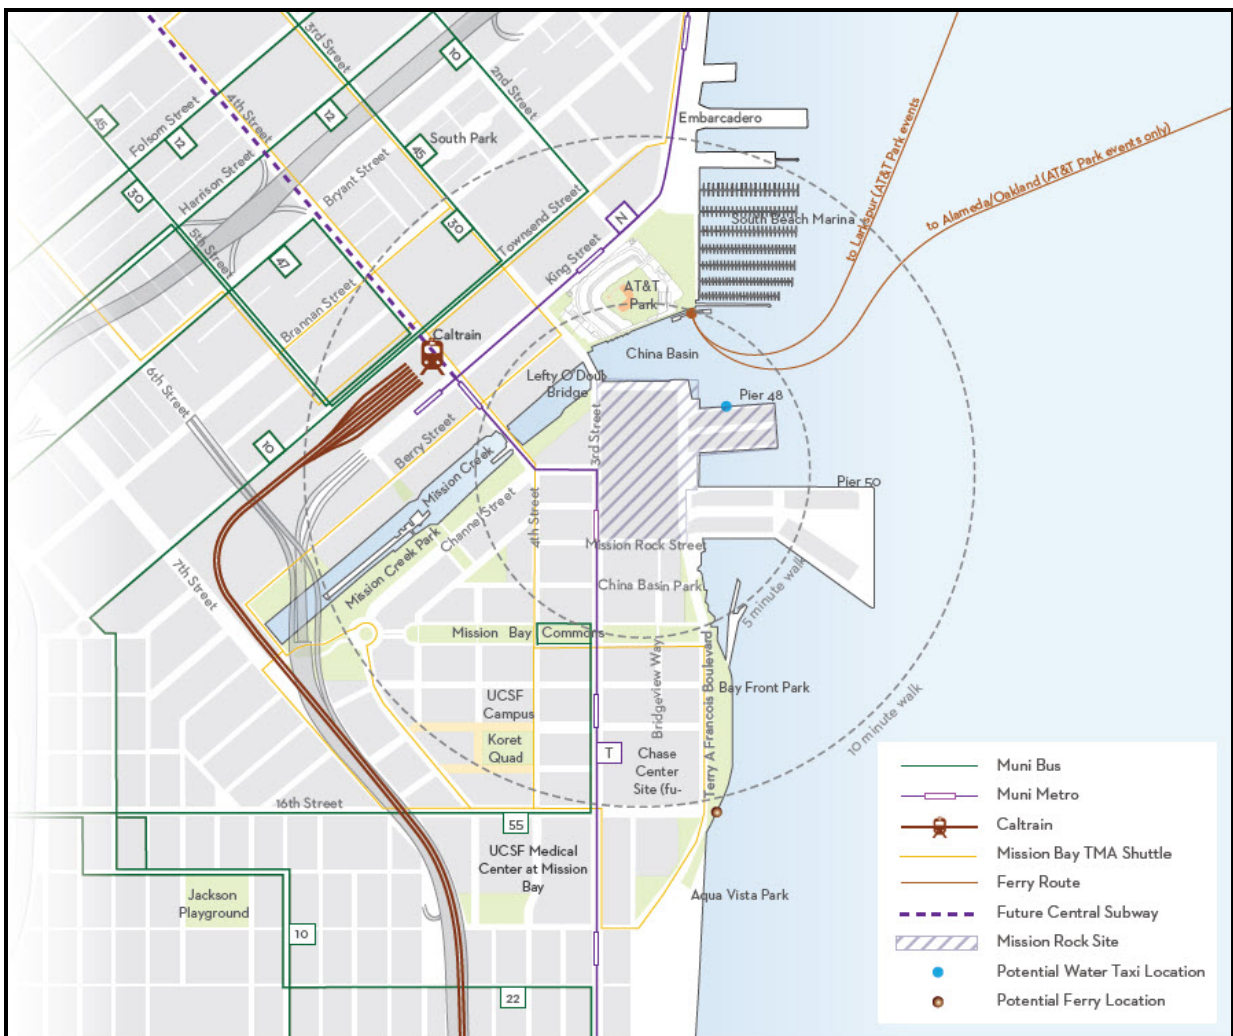 3rd Street
10
2nd Street
45
Folsom Street
4th Street
12
12
Embarcadero
South Park
45
Harrison Street
Bryant Street
30
Townsend Street
30
N
South Beach Marina
to Larkspur (AT&T Park events
to Alameda/Oakland (AT&T Park events only)
5th Street
47
King Street
AT&T
Park
Brannan Street
Caltrain
China Basin
6th Street
Lefty O'Doul
Bridge
Pier 48
3rd Street
10
Berry Street
Mission Creek
Pier 50
Channel Street
4th Street
Mission Rock Street
Mission Creek Park
China Basin Park
7th Street
5 minute walk
Mission Bay Commons
Bridgeview Way
Terry A Francois Boulevard
Bay Front Park
10 minute walk
UCSF
Campus
Koret
Quad
T
Chase
Center
Site (fu-
16th Street
55
UCSF Medical
Center at Mission
Bay
Jackson
Playground
Aqua Vista Park
10
22
Muni Bus
Muni Metro
Caltrain
Mission Bay TMA Shuttle
Ferry Route
Future Central Subway
Mission Rock Site
Potential Water Taxi Location
Potential Ferry Location